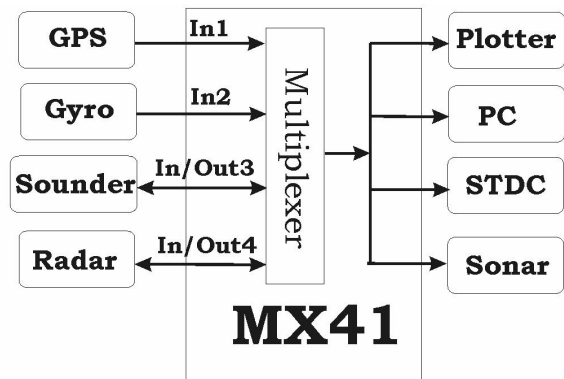 GPS
In1
Plotter
Gyro
In2
PC
Sounder
In/Out3
STDC
Radar
In/Out4
Sonar
Multiplexer
MX41